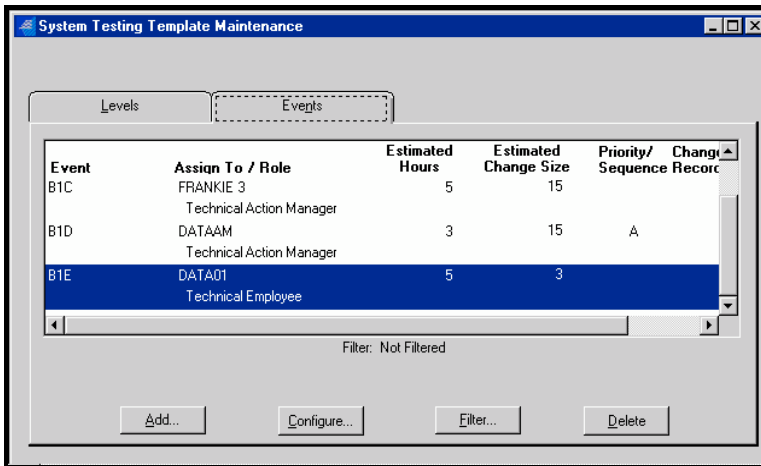 System Testing Template Maintenance
Levels Events
Estimated Estimated Priority/ Change
Event Assign To / Role Hours Change Size Sequence Record
B1C FRANKIE 3 5 15
Technical Action Manager
B1D DATAAM 3 15 A
Technical Action Manager
B1E DATA01 5 3
Technical Employee
Filter: Not Filtered
Add... Configure... Filter... Delete